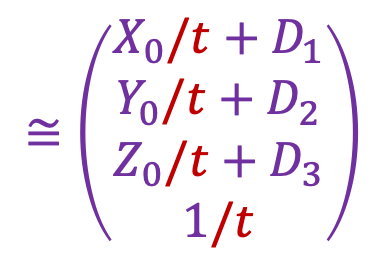 X₀/t + D₁
Y₀/t + D₂
≅
Z₀/t + D₃
1/t